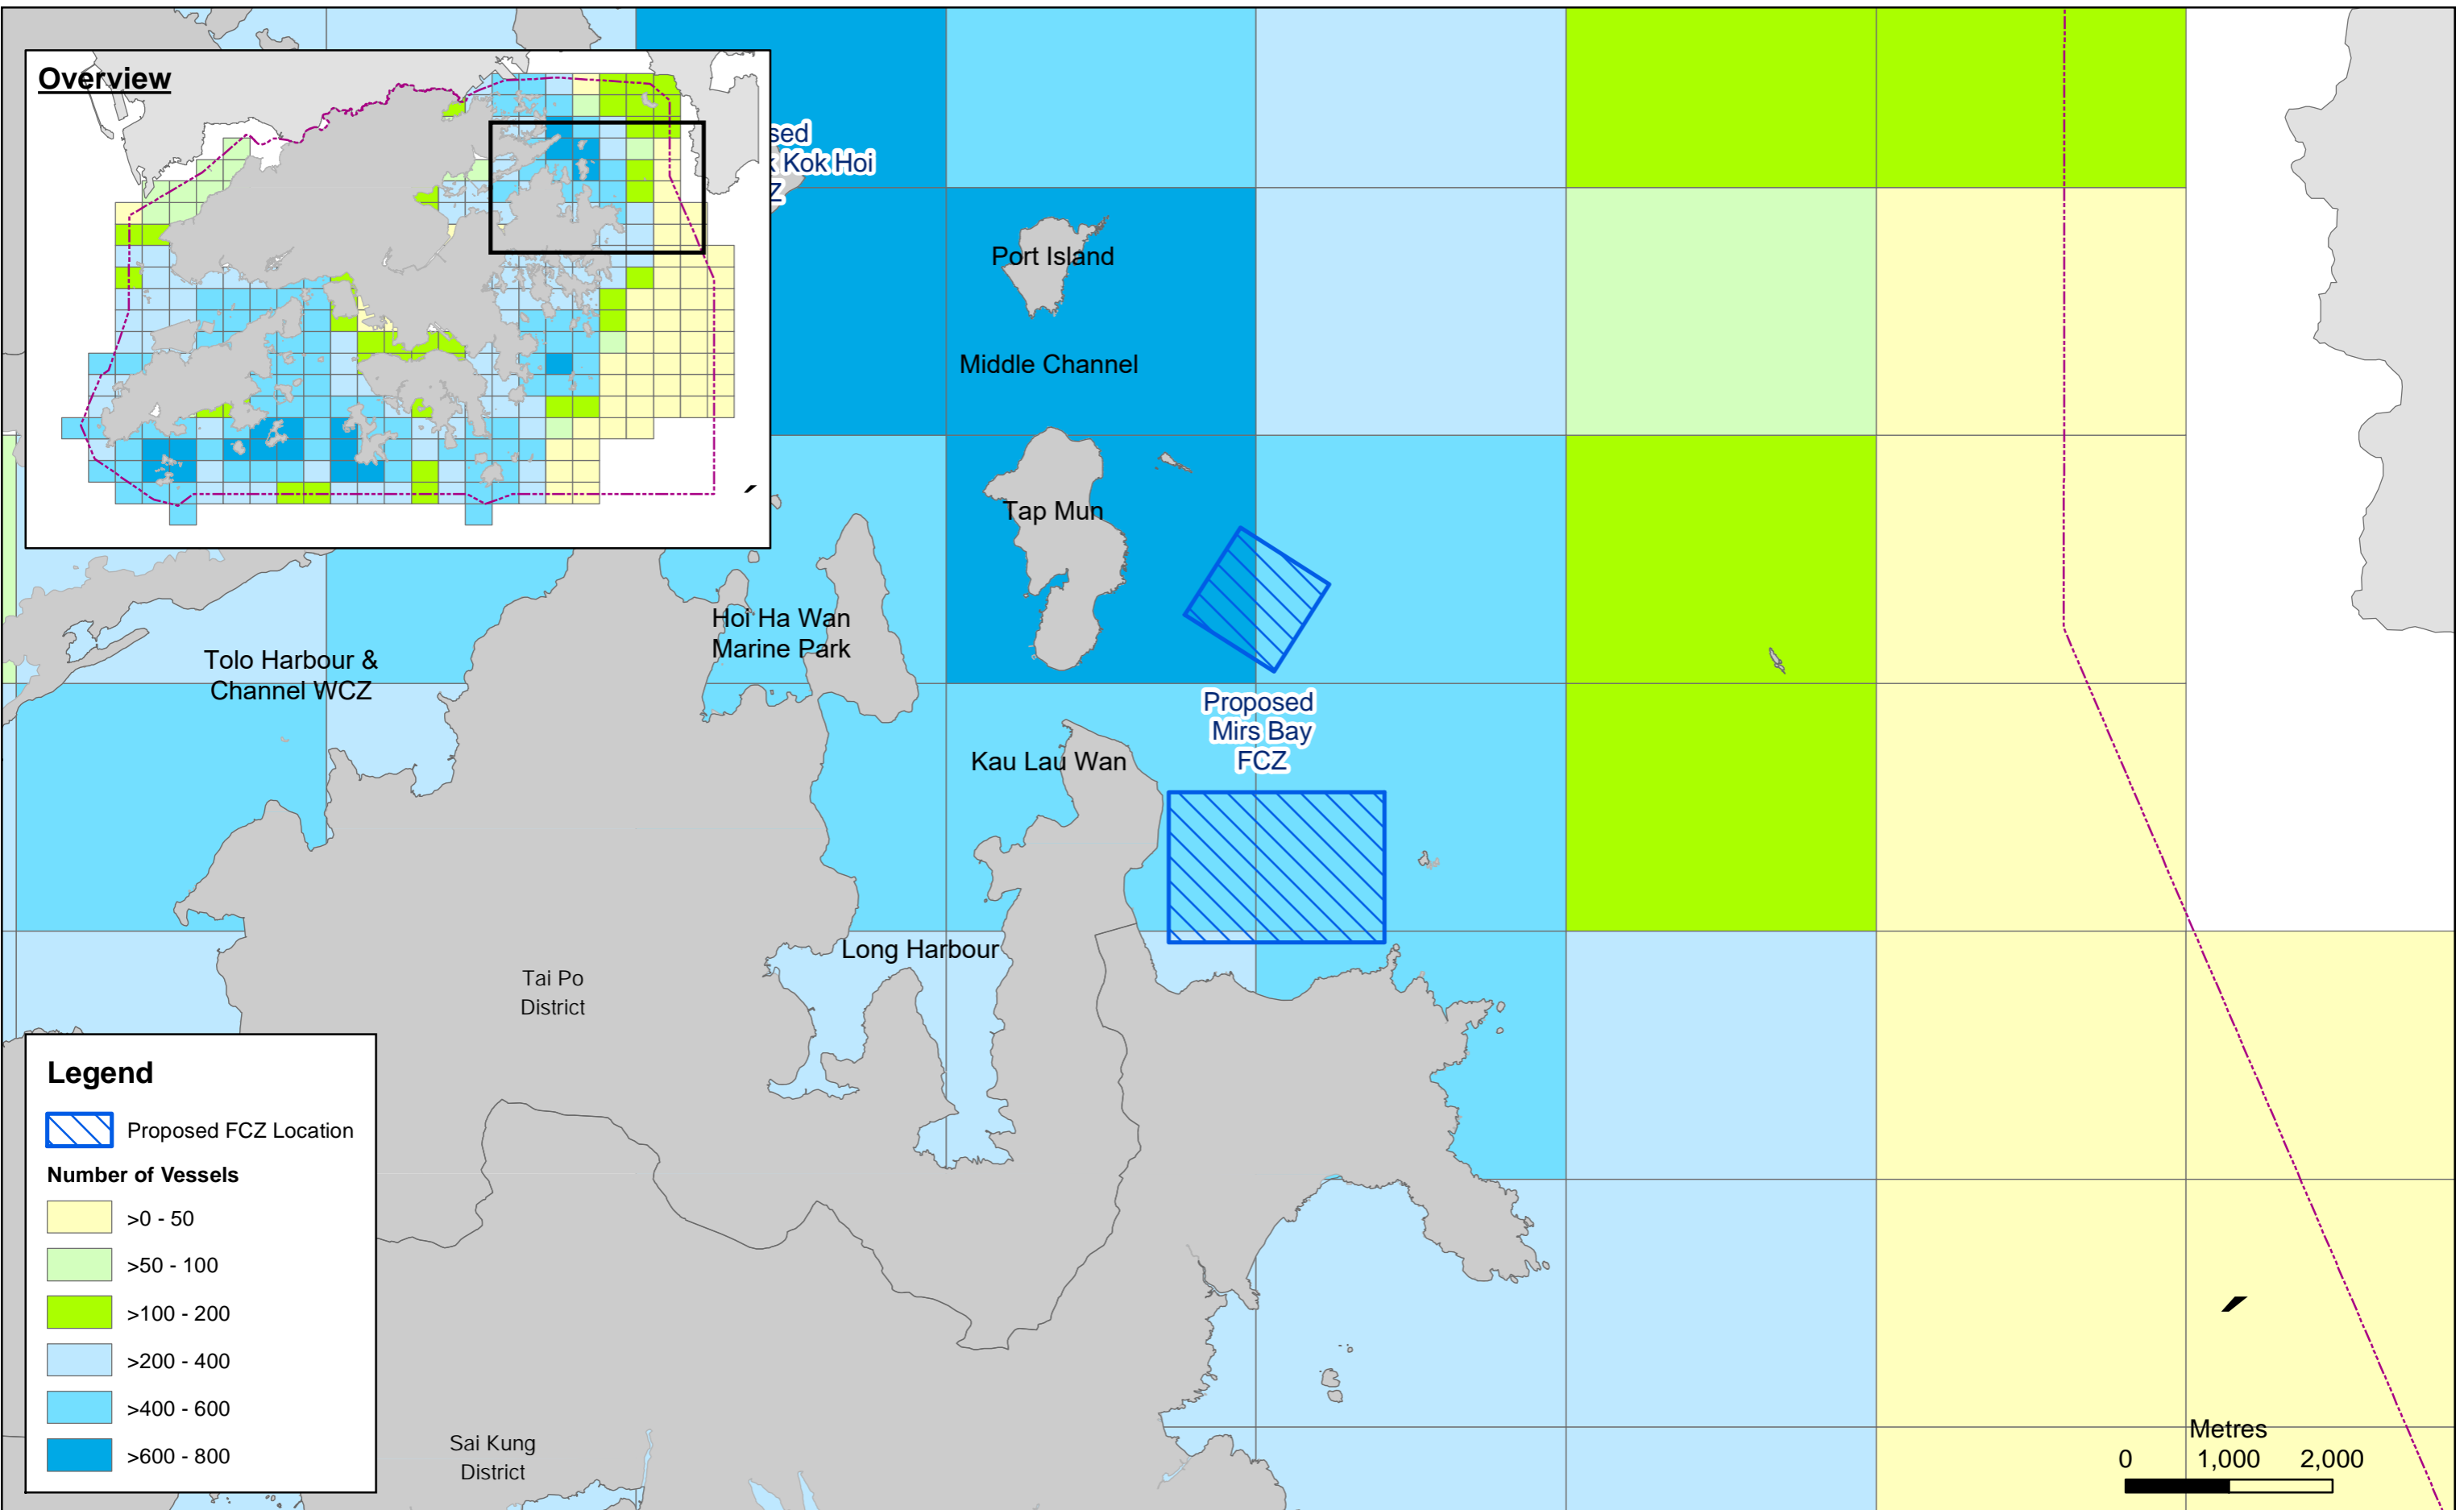 Overview
sed
k Kok Hoi
Z
Port Island
Middle Channel
Tap Mun
Hoi Ha Wan
Marine Park
Tolo Harbour &
Channel WCZ
Proposed
Mirs Bay
FCZ
Kau Lau Wan
Long Harbour
Tai Po
District
Sai Kung
District
Legend
Proposed FCZ Location
Number of Vessels
>0 - 50
>50 - 100
>100 - 200
>200 - 400
>400 - 600
>600 - 800
Metres
0 1,000 2,000